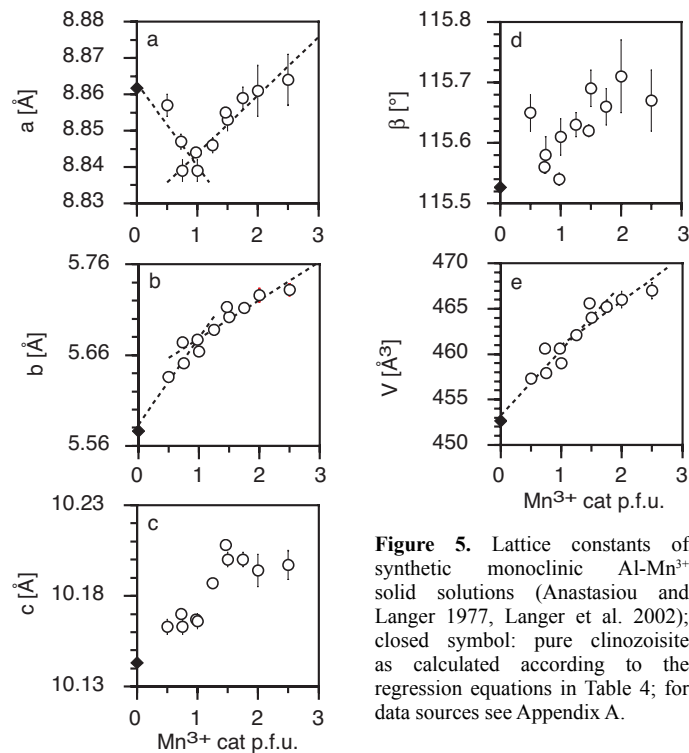 a
a [Å]
8.88
8.87
8.86
8.84
8.83
0 1 2 3
b
b [Å]
5.76
5.66
5.56
0 1 2 3
c
c [Å]
10.23
10.18
10.13
0 1 2 3
Mn3+ cat p.f.u.
d
β [°]
115.8
115.7
115.6
115.5
0 1 2 3
e
V [Å3]
470
465
460
455
450
0 1 2 3
Mn3+ cat p.f.u.
Figure 5. Lattice constants of
synthetic monoclinic Al-Mn3+
solid solutions (Anastasiou and
Langer 1977, Langer et al. 2002);
closed symbol: pure clinozoisite
as calculated according to the
regression equations in Table 4; for
data sources see Appendix A.